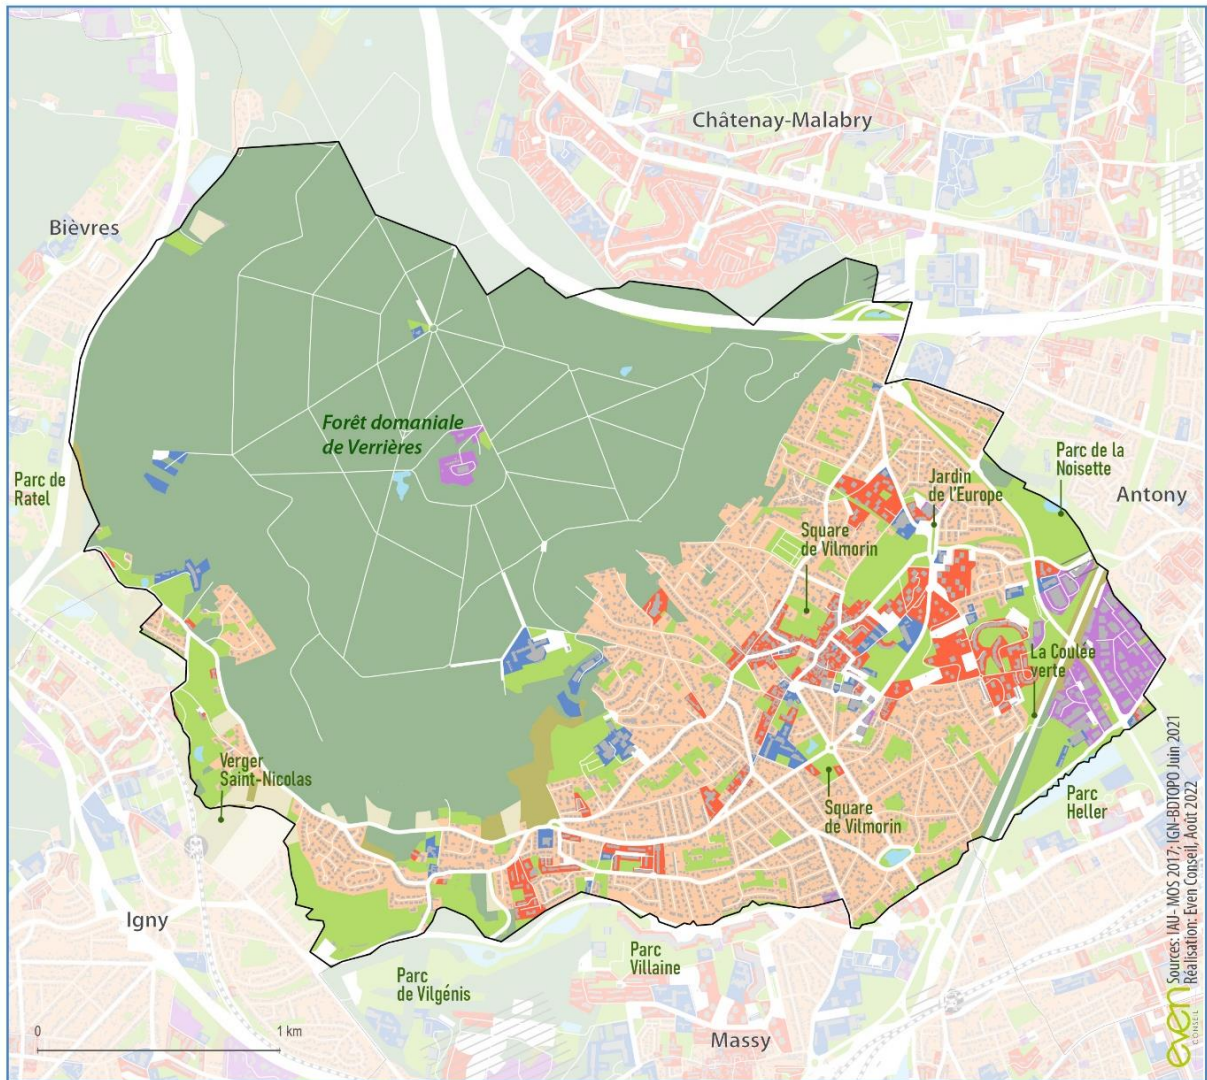 Châtenay-Malabry
Bièvres
Forêt domaniale
de Verrières
Parc de
Ratel
Parc de la
Noisette
Antony
Jardin
de l'Europe
Square
de Vilmorin
La Coulée
verte
Verger
Saint-Nicolas
Square
de Vilmorin
Parc
Heller
Igny
Parc
de Vilgénis
Parc
Villaine
Massy
0 1 km
Sources: IAU- MOS 2017; IGN-BDTOPO Juin 2021
Réalisation: Even Conseil, Août 2022
even
CONSEIL